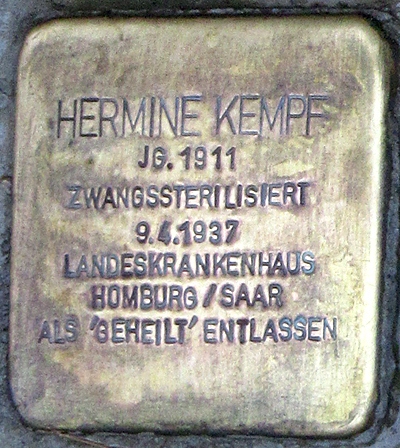 HERMINE KEMPF
JG. 1911
ZWANGSSTERILISIERT
9.4.1937
LANDESKRANKENHAUS
HOMBURG / SAAR
ALS 'GEHEILT' ENTLASSEN